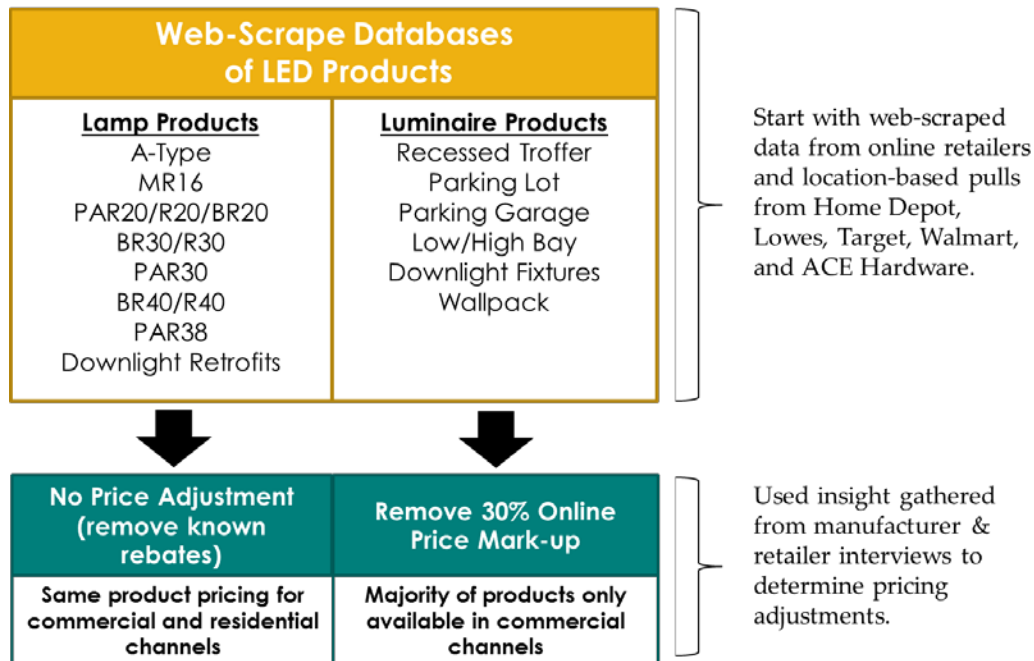 Web-Scrape Databases
of LED Products
Lamp Products
A-Type
MR16
PAR20/R20/BR20
BR30/R30
PAR30
BR40/R40
PAR38
Downlight Retrofits
Luminaire Products
Recessed Troffer
Parking Lot
Parking Garage
Low/High Bay
Downlight Fixtures
Wallpack
Start with web-scraped
data from online retailers
and location-based pulls
from Home Depot,
Lowes, Target, Walmart,
and ACE Hardware.
No Price Adjustment
(remove known
rebates)
Same product pricing for
commercial and residential
channels
Remove 30% Online
Price Mark-up
Majority of products only
available in commercial
channels
Used insight gathered
from manufacturer &
retailer interviews to
determine pricing
adjustments.